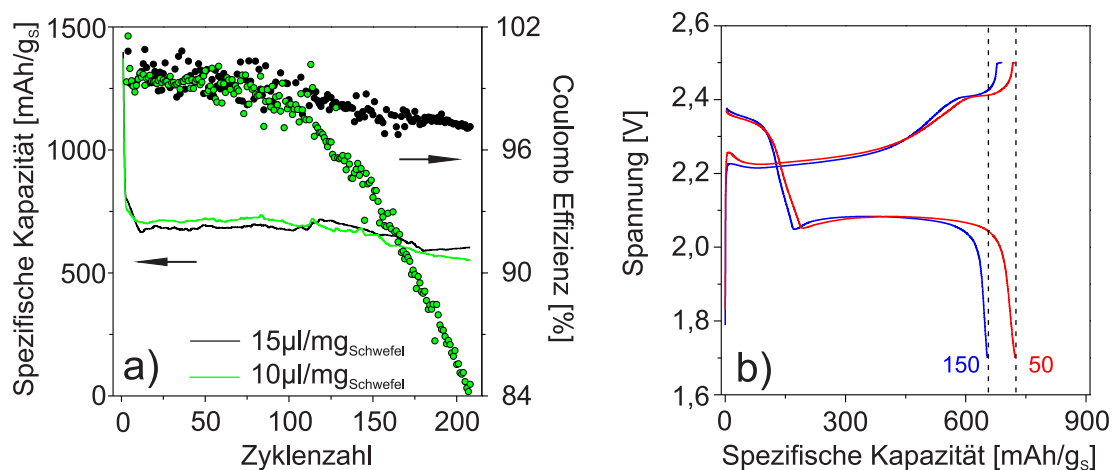 Spezifische Kapazität [mAh/gS.]
1500
1000
500
0
0
50
100
150
200
Zyklenzahl
102
96
90
84
Coulomb Effizienz [%]
15µl/mgSchwefel
10µl/mgSchwefel
a)
Spannung [V]
2,6
2,4
2,2
2,0
1,8
1,6
0
300
600
900
Spezifische Kapazität [mAh/gS]
150
50
b)